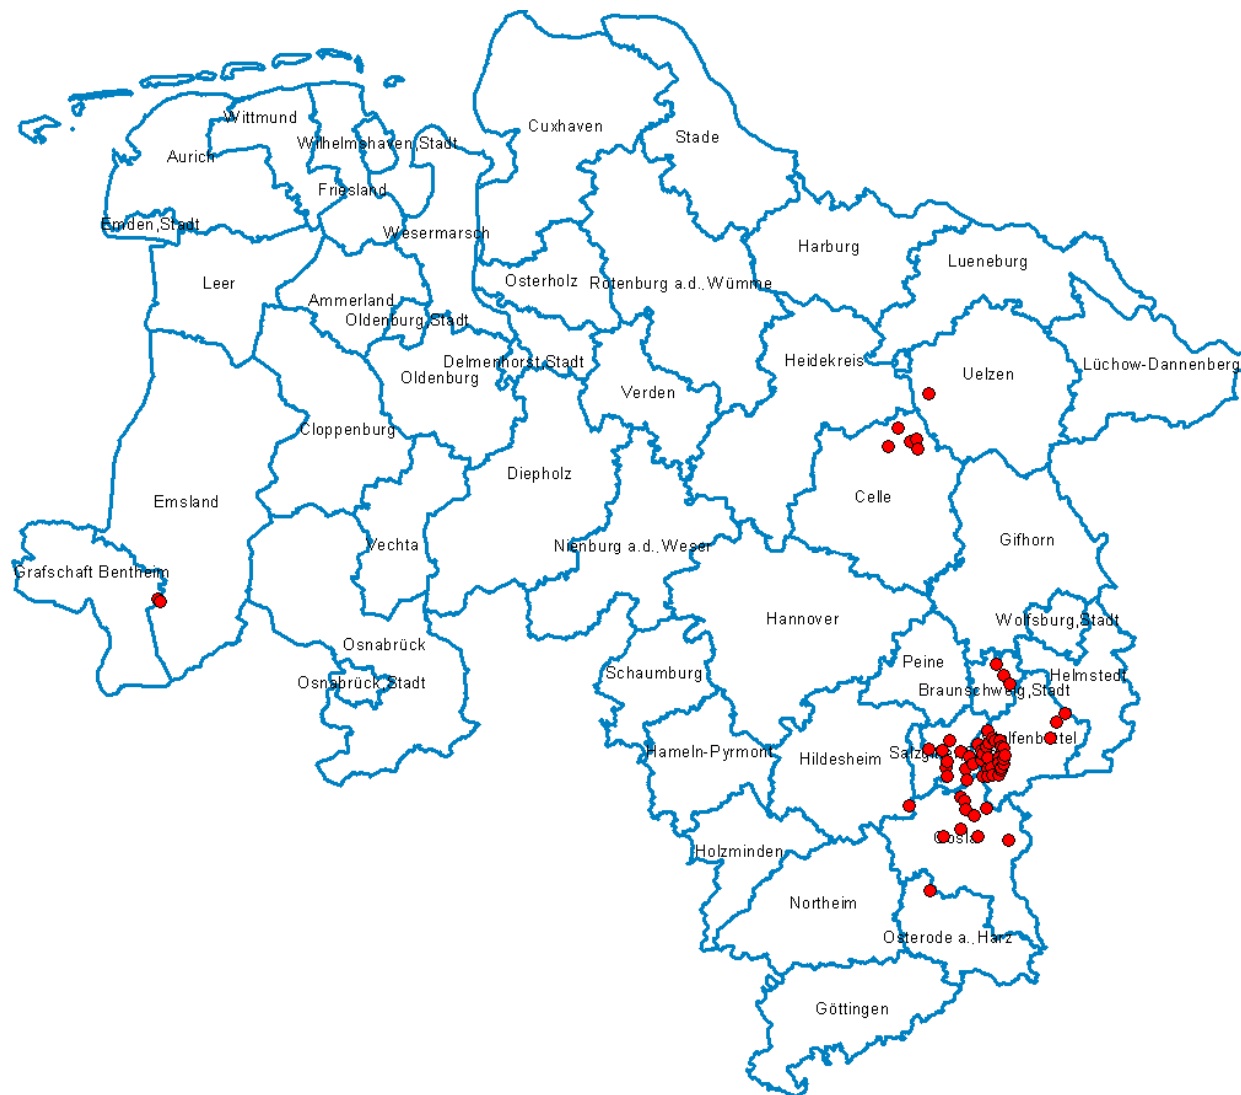 Wittmund
Cuxhaven
Stade
Wilhelmshaven,Stadt
Aurich
Friesland
Emden,Stadt
Wesermarsch
Harburg
Lueneburg
Leer
Osterholz
Rotenburg a.d., Wümme
Ammerland
Oldenburg,Stadt
Delmenhorst,Stadt
Heidekreis
Lüchow-Dannenberg
Uelzen
Oldenburg
Verden
Cloppenburg
Diepholz
Celle
Emsland
Gifhorn
Vechta
Nienburg a.d., Weser
Grafschaft Bentheim
Hannover
Wolfsburg,Stadt
Osnabrück
Peine
Schaumburg
Helmstedt
Osnabrück,Stadt
Braunschweig,Stadt
Hameln-Pyrmont
Hildesheim
Holzminden
Northeim
Osterode a., Harz
Göttingen